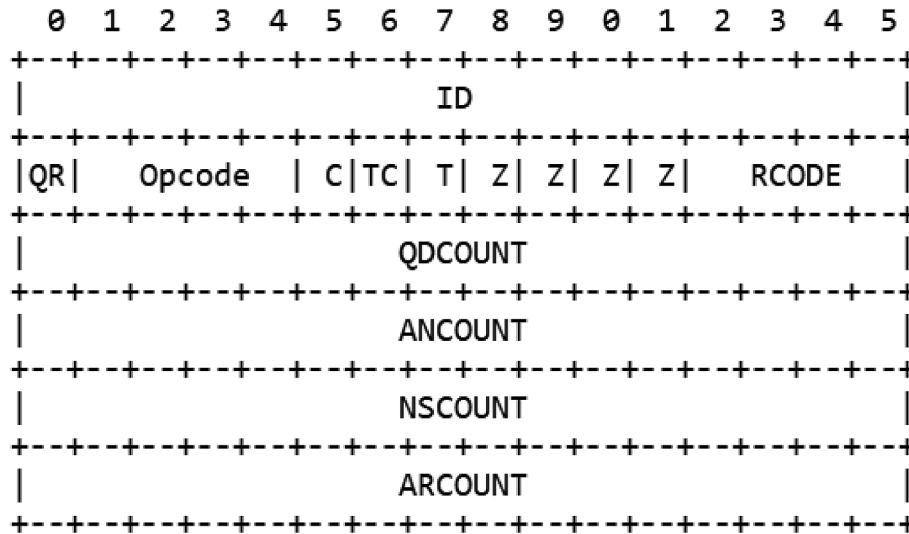 0 1 2 3 4 5 6 7 8 9 0 1 2 3 4 5
+--+--+--+--+--+--+--+--+--+--+--+--+--+--+--+--+
| ID |
+--+--+--+--+--+--+--+--+--+--+--+--+--+--+--+--+
|QR| Opcode | C|TC| T| Z| Z| Z| Z| RCODE |
+--+--+--+--+--+--+--+--+--+--+--+--+--+--+--+--+
| QDCOUNT |
+--+--+--+--+--+--+--+--+--+--+--+--+--+--+--+--+
| ANCOUNT |
+--+--+--+--+--+--+--+--+--+--+--+--+--+--+--+--+
| NSCOUNT |
+--+--+--+--+--+--+--+--+--+--+--+--+--+--+--+--+
| ARCOUNT |
+--+--+--+--+--+--+--+--+--+--+--+--+--+--+--+--+